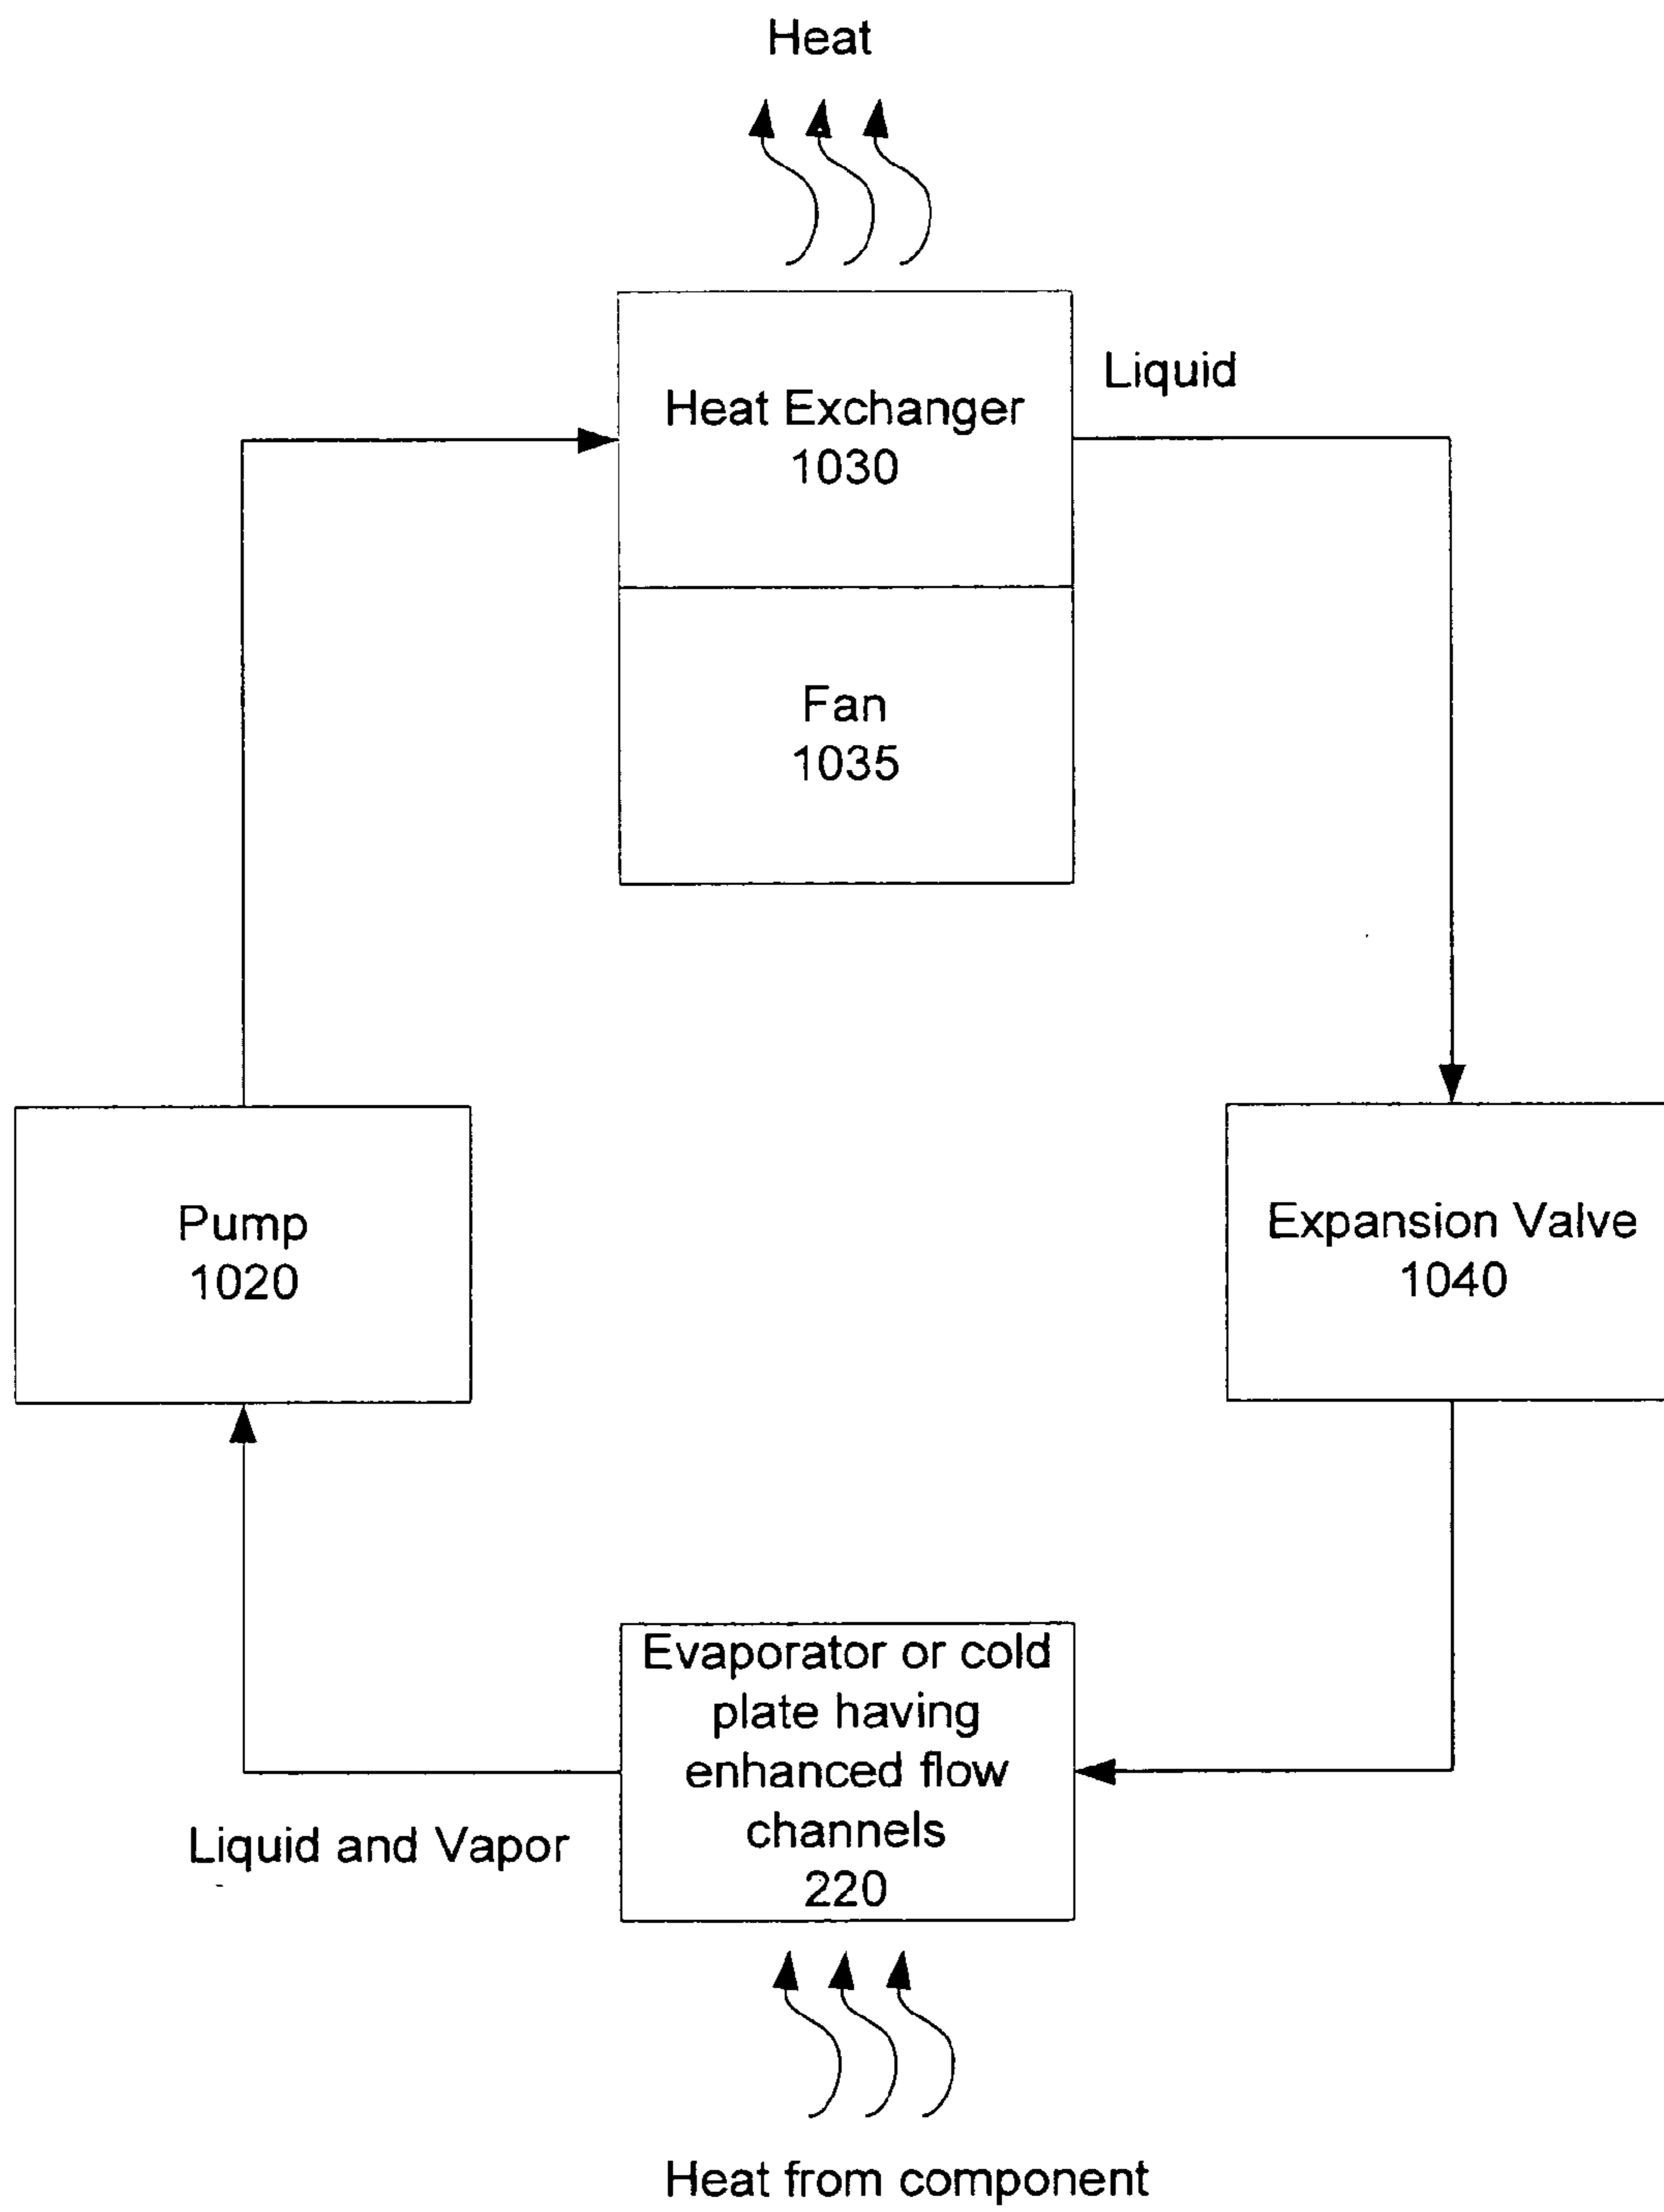 Heat
Heat Exchanger
1030
Liquid
Fan
1035
Pump
1020
Expansion Valve
1040
Evaporator or cold
plate having
enhanced flow
channels
220
Liquid and Vapor
Heat from component